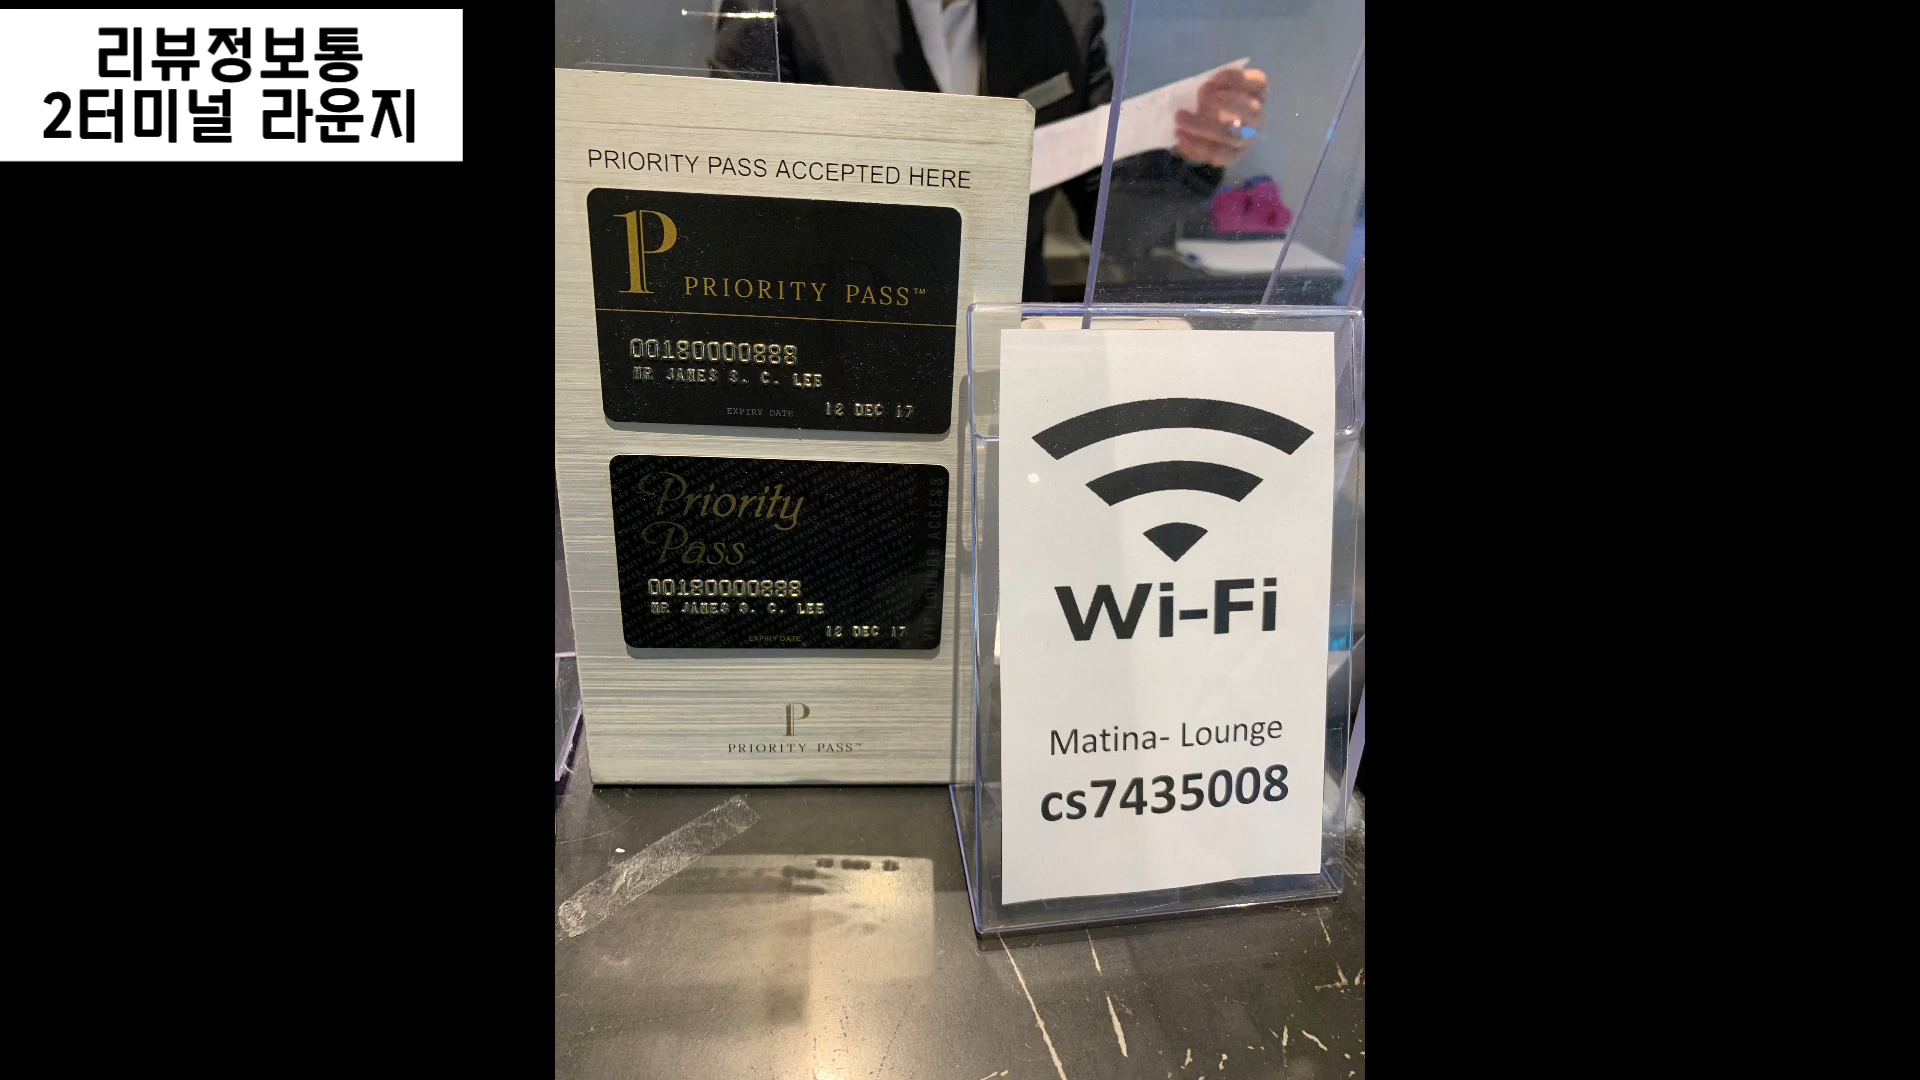 리뷰정보통
2터미널 라운지
PRIORITY PASS ACCEPTED HERE
P
PRIORITY PASS™
00180000888
MR JAMES S. C. LEE
EXPIRY DATE 12 DEC 17
Priority
Pass
00180000888
MR JAMES S. C. LEE
EXPIRY DATE 12 DEC 17
VIP LOUNGE ACCESS
P
PRIORITY PASS™
Wi-Fi
Matina- Lounge
cs7435008